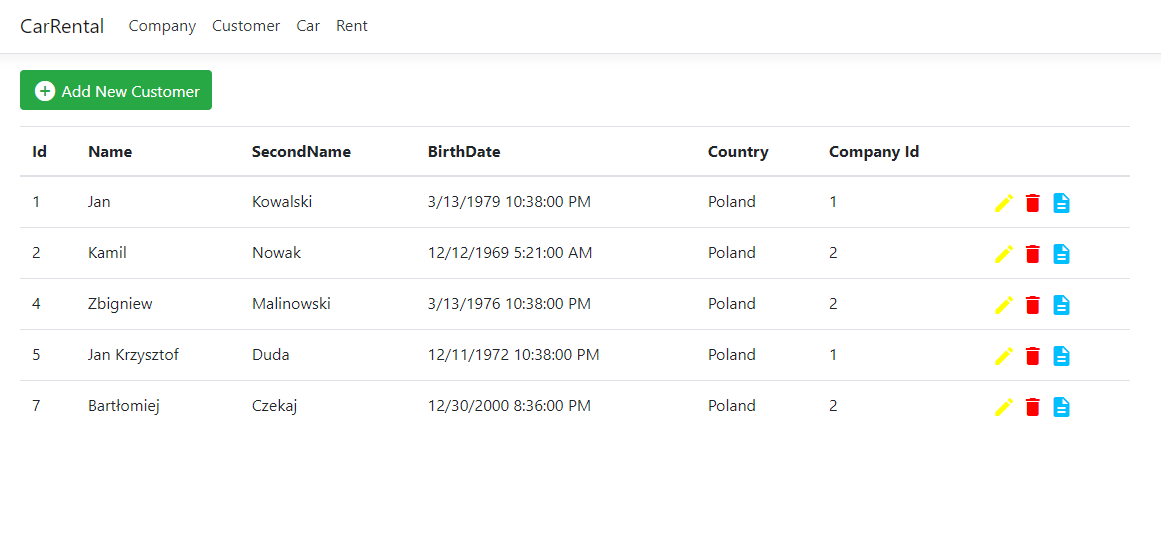 CarRental Company Customer Car Rent
Add New Customer
Id Name SecondName BirthDate Country Company Id
1 Jan Kowalski 3/13/1979 10:38:00 PM Poland 1
2 Kamil Nowak 12/12/1969 5:21:00 AM Poland 2
4 Zbigniew Malinowski 3/13/1976 10:38:00 PM Poland 2
5 Jan Krzysztof Duda 12/11/1972 10:38:00 PM Poland 1
7 Bartłomiej Czekaj 12/30/2000 8:36:00 PM Poland 2